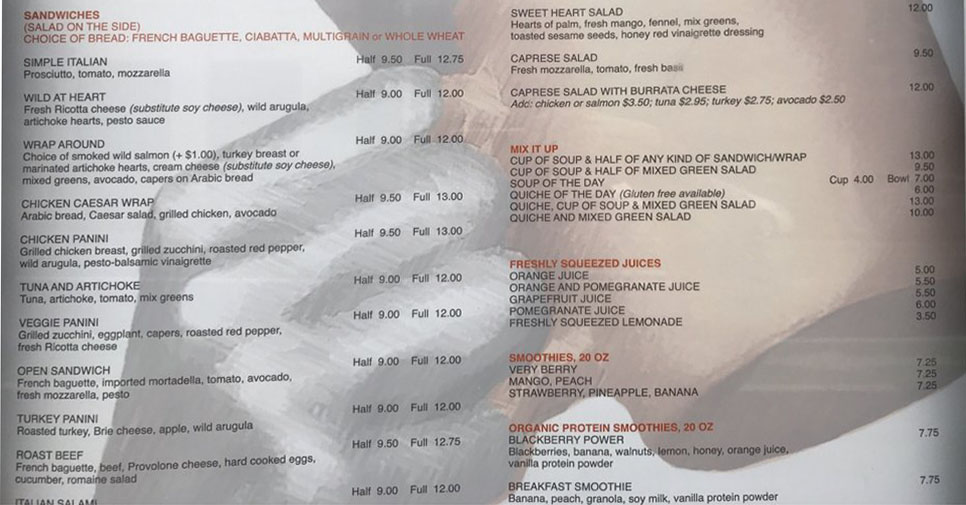 SANDWICHES
(SALAD ON THE SIDE)
CHOICE OF BREAD: FRENCH BAGUETTE, CIABATTA, MULTIGRAIN or WHOLE WHEAT
SIMPLE ITALIAN Half 9.50 Full 12.75
Prosciutto, tomato, mozzarella
WILD AT HEART Half 9.00 Full 12.00
Fresh Ricotta cheese (substitute soy cheese), wild arugula,
artichoke hearts, pesto sauce
WRAP AROUND Half 9.00 Full 12.00
Choice of smoked wild salmon (+ $1.00), turkey breast or
marinated artichoke hearts, cream cheese (substitute soy cheese),
mixed greens, avocado, capers on Arabic bread
CHICKEN CAESAR WRAP Half 9.50 Full 13.00
Arabic bread, Caesar salad, grilled chicken, avocado
CHICKEN PANINI Half 9.50 Full 13.00
Grilled chicken breast, grilled zucchini, roasted red pepper,
wild arugula, pesto-balsamic vinaigrette
TUNA AND ARTICHOKE Half 9.00 Full 12.00
Tuna, artichoke, tomato, mix greens
VEGGIE PANINI Half 9.00 Full 12.00
Grilled zucchini, eggplant, capers, roasted red pepper,
fresh Ricotta cheese
OPEN SANDWICH Half 9.00 Full 12.00
French baguette, imported mortadella, tomato, avocado,
fresh mozzarella, pesto
TURKEY PANINI Half 9.00 Full 12.00
Roasted turkey, Brie cheese, apple, wild arugula
ROAST BEEF Half 9.50 Full 12.75
French baguette, beef, Provolone cheese, hard cooked eggs,
cucumber, romaine salad
ITALIAN SALAMI Half 9.00 Full 12.00
SWEET HEART SALAD 12.00
Hearts of palm, fresh mango, fennel, mix greens,
toasted sesame seeds, honey red vinaigrette dressing
CAPRESE SALAD 9.50
Fresh mozzarella, tomato, fresh basil
CAPRESE SALAD WITH BURRATA CHEESE 12.00
Add: chicken or salmon $3.50; tuna $2.95; turkey $2.75; avocado $2.50
MIX IT UP
CUP OF SOUP & HALF OF ANY KIND OF SANDWICH/WRAP 13.00
CUP OF SOUP & HALF OF MIXED GREEN SALAD 9.50
SOUP OF THE DAY Cup 4.00 Bowl 7.00
QUICHE OF THE DAY (Gluten free available) 6.00
QUICHE, CUP OF SOUP & MIXED GREEN SALAD 13.00
QUICHE AND MIXED GREEN SALAD 10.00
FRESHLY SQUEEZED JUICES
ORANGE JUICE 5.00
ORANGE AND POMEGRANATE JUICE 5.50
GRAPEFRUIT JUICE 5.50
POMEGRANATE JUICE 6.00
FRESHLY SQUEEZED LEMONADE 3.50
SMOOTHIES, 20 OZ
VERY BERRY 7.25
MANGO, PEACH 7.25
STRAWBERRY, PINEAPPLE, BANANA 7.25
ORGANIC PROTEIN SMOOTHIES, 20 OZ
BLACKBERRY POWER 7.75
Blackberries, banana, walnuts, lemon, honey, orange juice,
vanilla protein powder
BREAKFAST SMOOTHIE 7.75
Banana, peach, granola, soy milk, vanilla protein powder